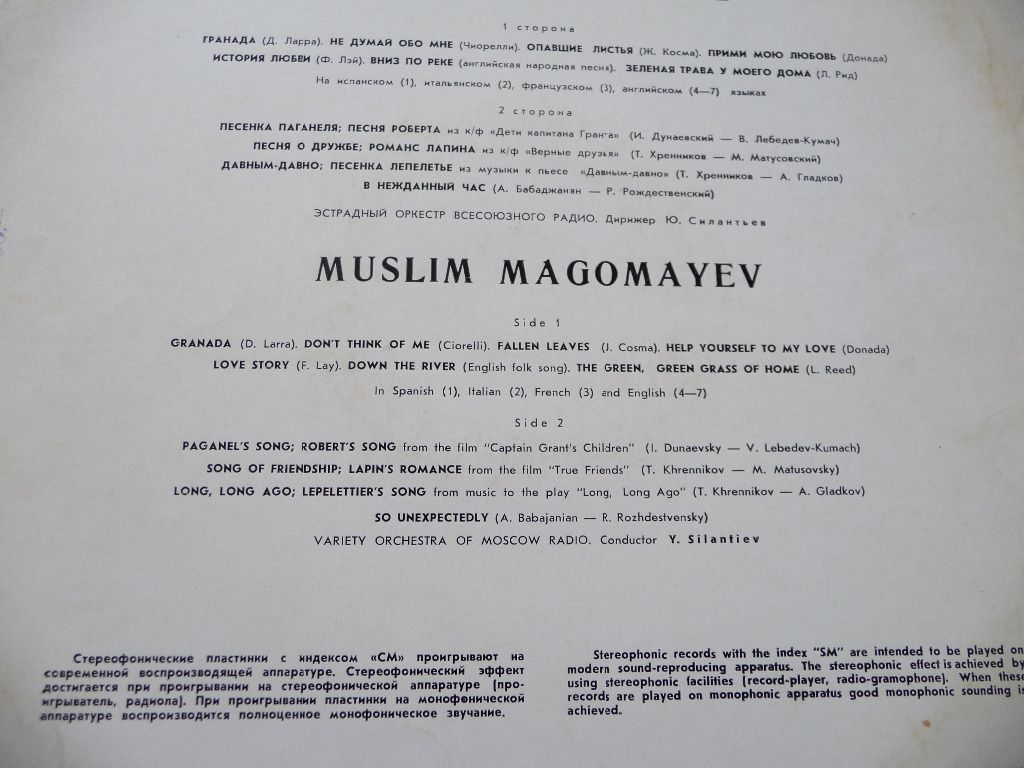 1 сторона
ГРАНАДА (Д. Ларра). НЕ ДУМАЙ ОБО МНЕ (Чиорелли). ОПАВШИЕ ЛИСТЬЯ (Ж. Косма). ПРИМИ МОЮ ЛЮБОВЬ (Донада)
ИСТОРИЯ ЛЮБВИ (Ф. Лэй). ВНИЗ ПО РЕКЕ (английская народная песня). ЗЕЛЕНАЯ ТРАВА У МОЕГО ДОМА (Л. Рид)
На испанском (1), итальянском (2), французском (3), английском (4—7) языках
2 сторона
ПЕСЕНКА ПАГАНЕЛЯ; ПЕСНЯ РОБЕРТА из к/ф «Дети капитана Гранта» (И. Дунаевский — В. Лебедев-Кумач)
ПЕСНЯ О ДРУЖБЕ; РОМАНС ЛАПИНА из к/ф «Верные друзья» (Т. Хренников — М. Матусовский)
ДАВНЫМ-ДАВНО; ПЕСЕНКА ЛЕПЕЛЕТЬЕ из музыки к пьесе «Давным-давно» (Т. Хренников — А. Гладков)
В НЕЖДАННЫЙ ЧАС (А. Бабаджанян — Р. Рождественский)
ЭСТРАДНЫЙ ОРКЕСТР ВСЕСОЮЗНОГО РАДИО. Дирижер Ю. Силантьев
MUSLIM MAGOMAYEV
Side 1
GRANADA (D. Larra). DON'T THINK OF ME (Ciorelli). FALLEN LEAVES (J. Cosma). HELP YOURSELF TO MY LOVE (Donada)
LOVE STORY (F. Lay). DOWN THE RIVER (English folk song). THE GREEN, GREEN GRASS OF HOME (L. Reed)
In Spanish (1), Italian (2), French (3) and English (4—7)
Side 2
PAGANEL'S SONG; ROBERT'S SONG from the film "Captain Grant's Children" (I. Dunaevsky — V. Lebedev-Kumach)
SONG OF FRIENDSHIP; LAPIN'S ROMANCE from the film "True Friends" (T. Khrennikov — M. Matusovsky)
LONG, LONG AGO; LEPELETTIER'S SONG from music to the play "Long, Long Ago" (T. Khrennikov — A. Gladkov)
SO UNEXPECTEDLY (A. Babajanian — R. Rozhdestvensky)
VARIETY ORCHESTRA OF MOSCOW RADIO. Conductor Y. Silantiev
Стереофонические пластинки с индексом «СМ» проигрывают на
современной воспроизводящей аппаратуре. Стереофонический эффект
достигается при проигрывании на стереофонической аппаратуре [про-
игрыватель, радиола]. При проигрывании пластинки на монофонической
аппаратуре воспроизводится полноценное монофоническое звучание.
Stereophonic records with the index "SM" are intended to be played on
modern sound-reproducing apparatus. The stereophonic effect is achieved by
using stereophonic facilities [record-player, radio-gramophone]. When these
records are played on monophonic apparatus good monophonic sounding is
achieved.